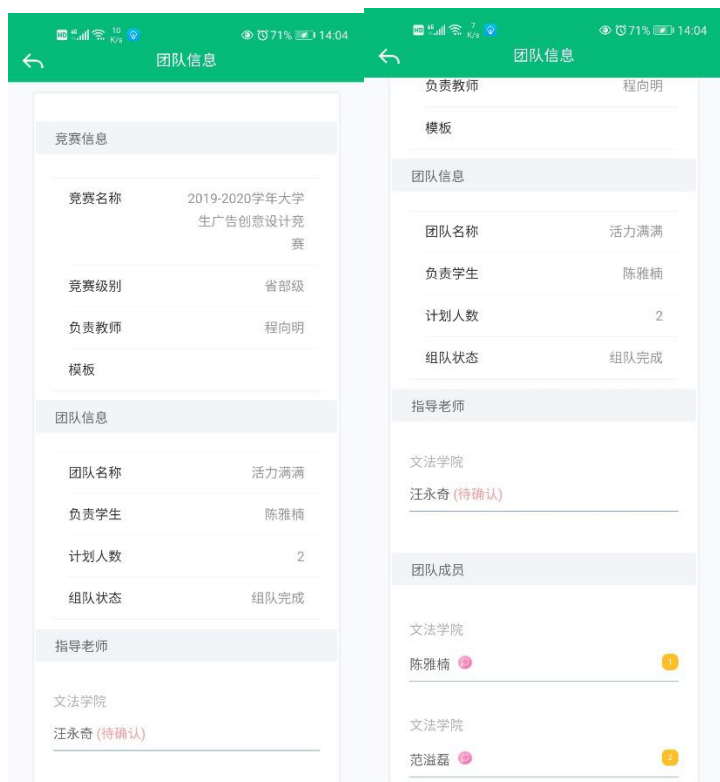 HD 4G 10 K/s 71% 14:04
团队信息
竞赛信息
竞赛名称 2019-2020学年大学
生广告创意设计竞
赛
竞赛级别 省部级
负责教师 程向明
模板
团队信息
团队名称 活力满满
负责学生 陈雅楠
计划人数 2
组队状态 组队完成
指导老师
文法学院
汪永奇 (待确认)
HD 4G 7 K/s 71% 14:04
团队信息
负责教师 程向明
模板
团队信息
团队名称 活力满满
负责学生 陈雅楠
计划人数 2
组队状态 组队完成
指导老师
文法学院
汪永奇 (待确认)
团队成员
文法学院
陈雅楠 1
文法学院
范溢磊 2